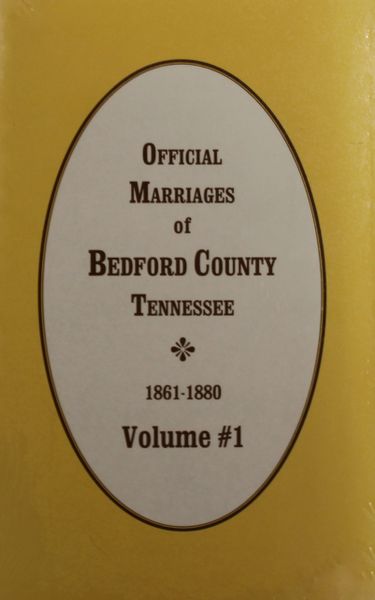 OFFICIAL
MARRIAGES
of
BEDFORD COUNTY
TENNESSEE
1861-1880
Volume #1